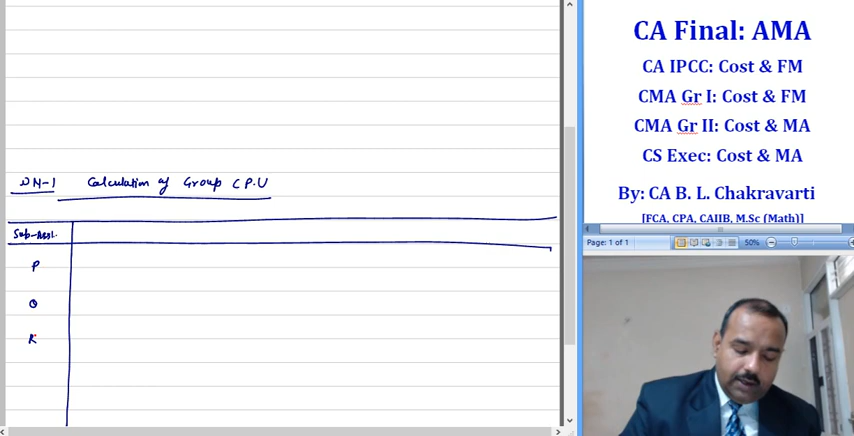 WN-1 Calculation of Group C P.U
Sub-Assl.
P
Q
R
CA Final: AMA
CA IPCC: Cost & FM
CMA Gr I: Cost & FM
CMA Gr II: Cost & MA
CS Exec: Cost & MA
By: CA B. L. Chakravarti
[FCA, CPA, CAIIB, M.Sc (Math)]
Page: 1 of 1
50%